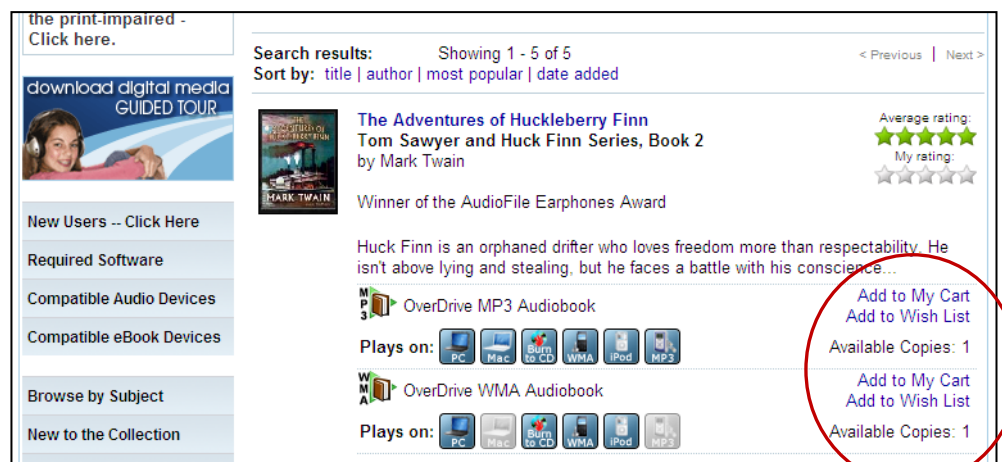 the print-impaired -
Click here.
download digital media
GUIDED TOUR
New Users -- Click Here
Required Software
Compatible Audio Devices
Compatible eBook Devices
Browse by Subject
New to the Collection
Search results: Showing 1 - 5 of 5 < Previous | Next >
Sort by: title | author | most popular | date added
MARK TWAIN
The Adventures of Huckleberry Finn
Tom Sawyer and Huck Finn Series, Book 2
by Mark Twain
Average rating:
My rating:
Winner of the AudioFile Earphones Award
Huck Finn is an orphaned drifter who loves freedom more than respectability. He
isn't above lying and stealing, but he faces a battle with his conscience...
MP3 OverDrive MP3 Audiobook Add to My Cart
Add to Wish List
Plays on: PC Mac Burn to CD WMA iPod MP3 Available Copies: 1
WMA OverDrive WMA Audiobook Add to My Cart
Add to Wish List
Plays on: PC Mac Burn to CD WMA iPod MP3 Available Copies: 1